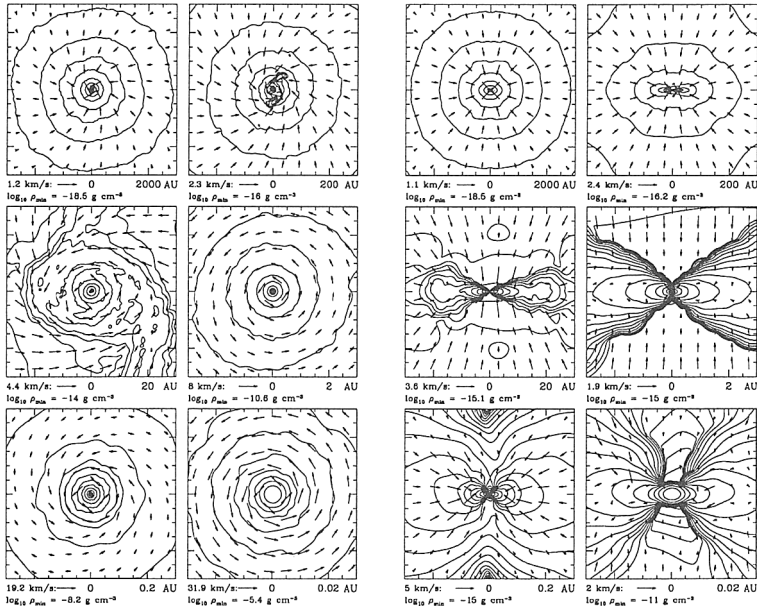 1.2 km/s: 0 2000 AU
log₁₀ ρmin = −18.5 g cm⁻³
2.3 km/s: 0 200 AU
log₁₀ ρmin = −16 g cm⁻³
1.1 km/s: 0 2000 AU
log₁₀ ρmin = −18.5 g cm⁻³
2.4 km/s: 0 200 AU
log₁₀ ρmin = −16.2 g cm⁻³
4.4 km/s: 0 20 AU
log₁₀ ρmin = −14 g cm⁻³
8 km/s: 0 2 AU
log₁₀ ρmin = −10.6 g cm⁻³
3.6 km/s: 0 20 AU
log₁₀ ρmin = −15.1 g cm⁻³
1.9 km/s: 0 2 AU
log₁₀ ρmin = −15 g cm⁻³
19.2 km/s: 0 0.2 AU
log₁₀ ρmin = −8.2 g cm⁻³
31.9 km/s: 0 0.02 AU
log₁₀ ρmin = −5.4 g cm⁻³
5 km/s: 0 0.2 AU
log₁₀ ρmin = −15 g cm⁻³
2 km/s: 0 0.02 AU
log₁₀ ρmin = −11 g cm⁻³